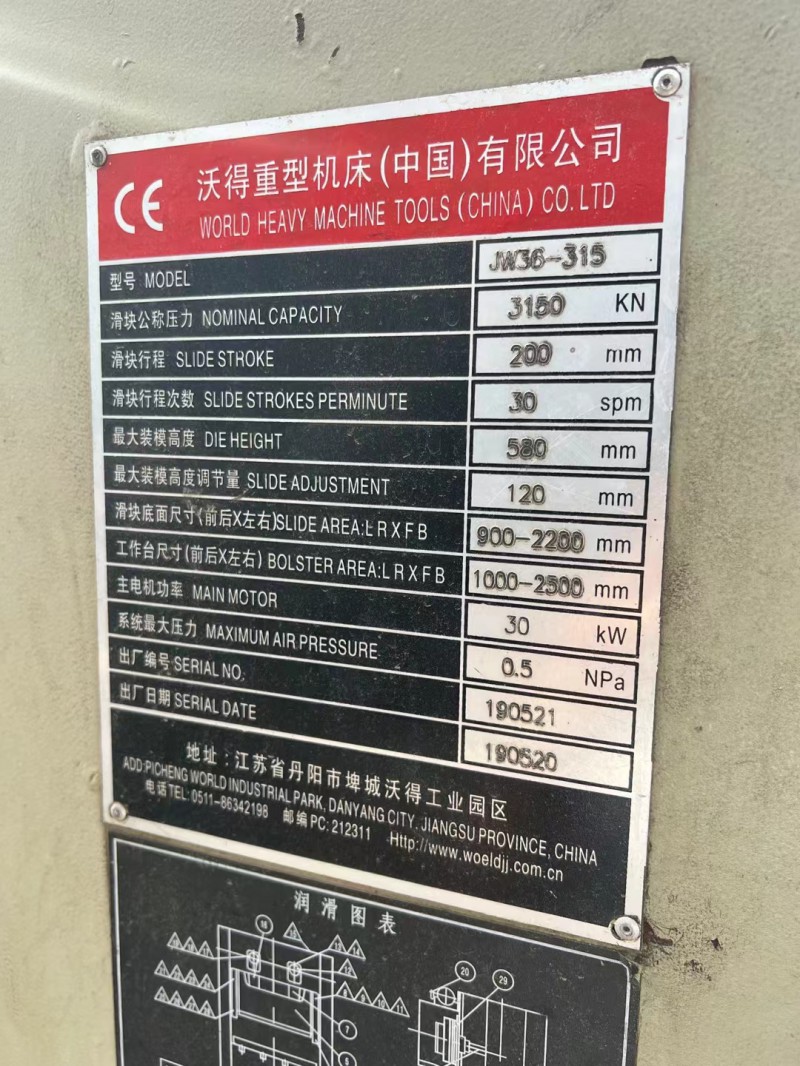 CE 沃得重型机床(中国)有限公司
WORLD HEAVY MACHINE TOOLS (CHINA) CO.LTD
型号 MODEL JW36-315
滑块公称压力 NOMINAL CAPACITY 3150 KN
滑块行程 SLIDE STROKE 200 mm
滑块行程次数 SLIDE STROKES PERMINUTE 30 spm
最大装模高度 DIE HEIGHT 580 mm
最大装模高度调节量 SLIDE ADJUSTMENT 120 mm
滑块底面尺寸(前后X左右)SLIDE AREA:L R X F B 900-2200 mm
工作台尺寸(前后X左右) BOLSTER AREA:L R X F B 1000-2500 mm
主电机功率 MAIN MOTOR 30 kW
系统最大压力 MAXIMUM AIR PRESSURE 0.5 NPa
出厂编号 SERIAL NO. 190521
出厂日期 SERIAL DATE 190520
地址:江苏省丹阳市埤城沃得工业园区
ADD:PICHENG WORLD INDUSTRIAL PARK, DANYANG CITY, JIANGSU PROVINCE, CHINA
电话TEL: 0511-86342198 邮编 PC: 212311 Http://www.woeldjj.com.cn
润滑图表